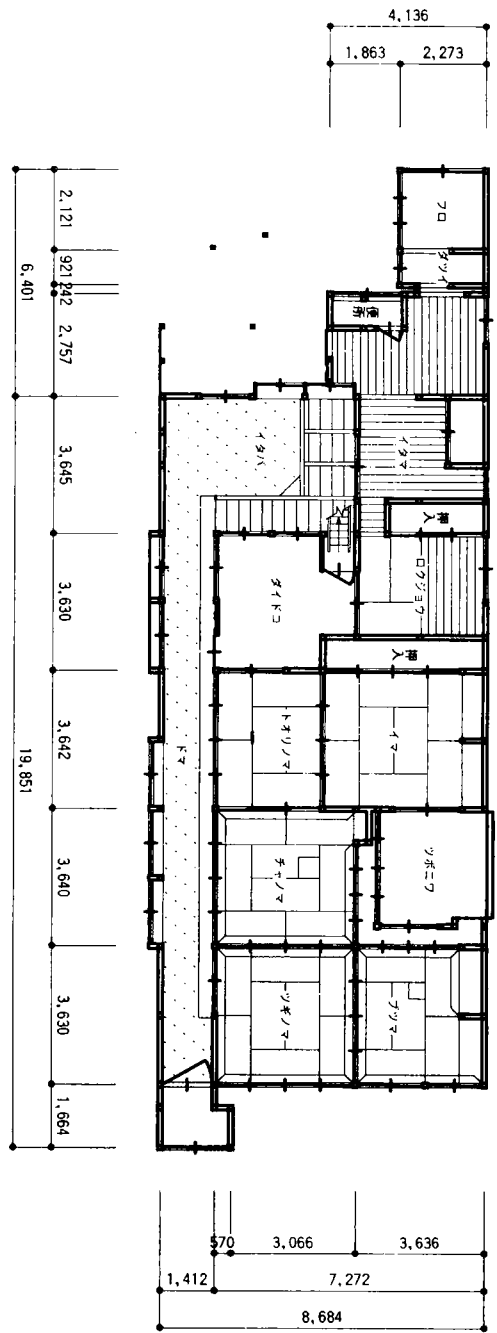 4,136
1,863
2,273
2,121
921
242
2,757
6,401
3,645
3,630
3,642
3,640
3,630
1,664
19,851
フロ
ダツイ
便所
イタマ
イタバ
押入
ロクジョウ
ダイドコ
押入
ドマ
トオリノマ
イマ
ツボニワ
チャノマ
ツギノマ
ブツマ
570
3,066
3,636
1,412
7,272
8,684